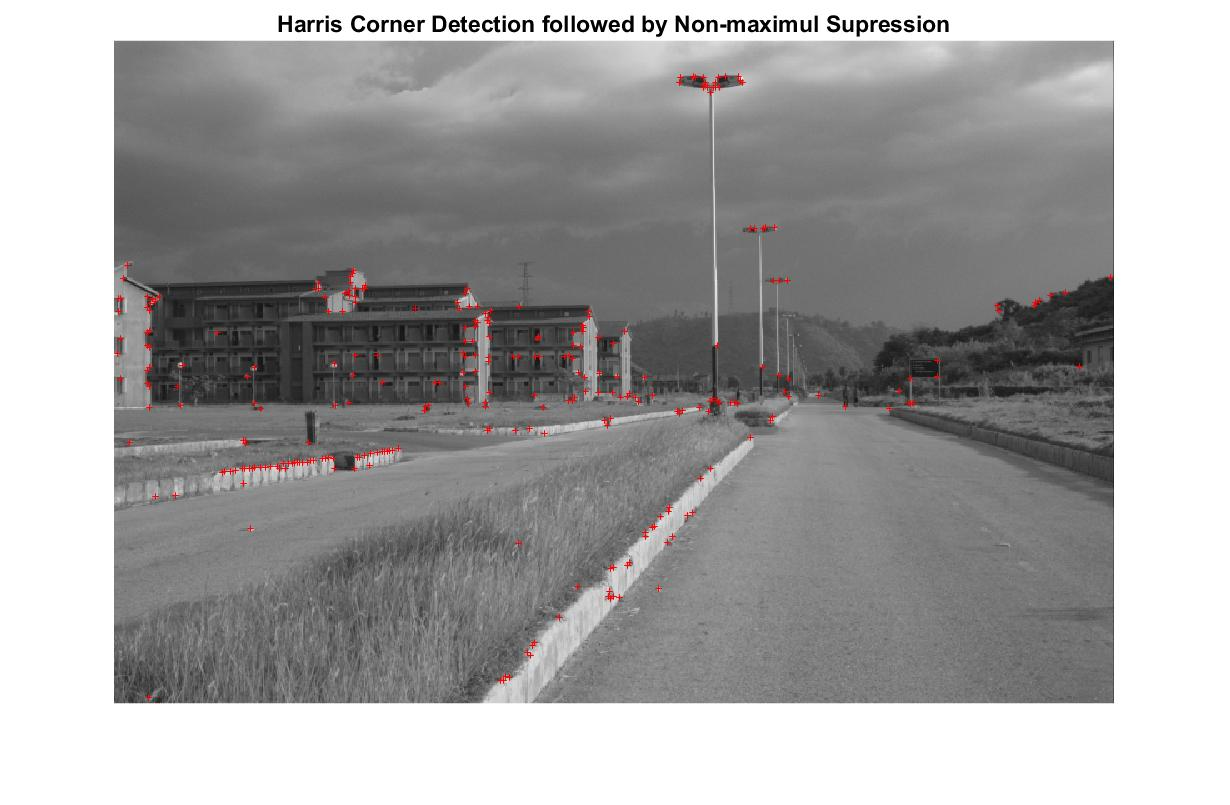 Harris Corner Detection followed by Non-maximul Supression